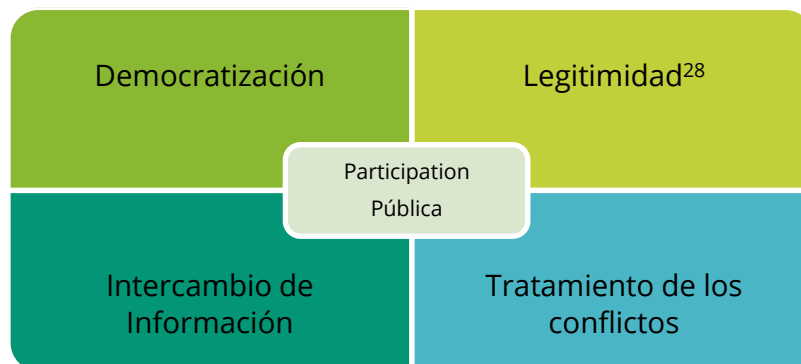 Democratización
Legitimidad²⁸
Participation
Pública
Intercambio de
Información
Tratamiento de los
conflictos